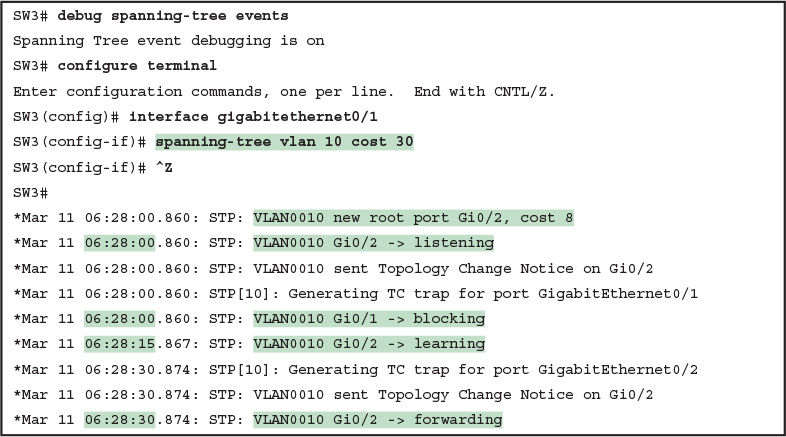 SW3# debug spanning-tree events
Spanning Tree event debugging is on
SW3# configure terminal
Enter configuration commands, one per line.  End with CNTL/Z.
SW3(config)# interface gigabitethernet0/1
SW3(config-if)# spanning-tree vlan 10 cost 30
SW3(config-if)# ^Z
SW3#
*Mar 11 06:28:00.860: STP: VLAN0010 new root port Gi0/2, cost 8
*Mar 11 06:28:00.860: STP: VLAN0010 Gi0/2 -> listening
*Mar 11 06:28:00.860: STP: VLAN0010 sent Topology Change Notice on Gi0/2
*Mar 11 06:28:00.860: STP[10]: Generating TC trap for port GigabitEthernet0/1
*Mar 11 06:28:00.860: STP: VLAN0010 Gi0/1 -> blocking
*Mar 11 06:28:15.867: STP: VLAN0010 Gi0/2 -> learning
*Mar 11 06:28:30.874: STP[10]: Generating TC trap for port GigabitEthernet0/2
*Mar 11 06:28:30.874: STP: VLAN0010 sent Topology Change Notice on Gi0/2
*Mar 11 06:28:30.874: STP: VLAN0010 Gi0/2 -> forwarding